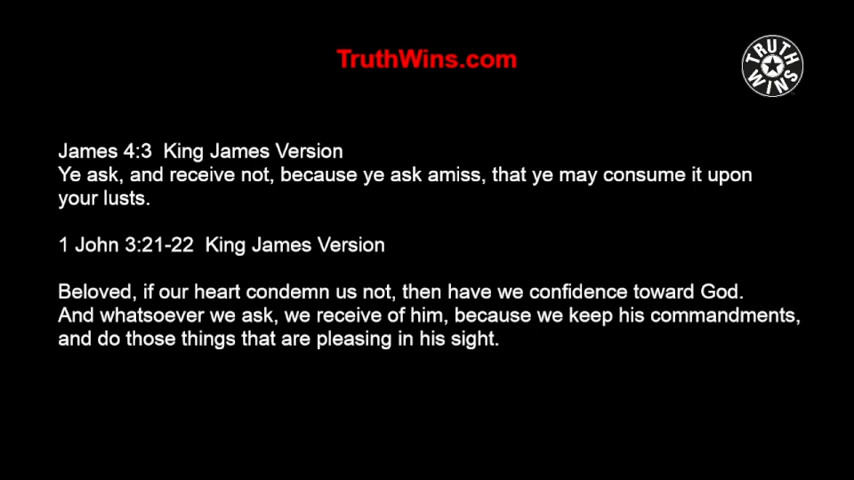 TruthWins.com
TRUTH
WINS
James 4:3  King James Version
Ye ask, and receive not, because ye ask amiss, that ye may consume it upon
your lusts.
1 John 3:21-22  King James Version
Beloved, if our heart condemn us not, then have we confidence toward God.
And whatsoever we ask, we receive of him, because we keep his commandments,
and do those things that are pleasing in his sight.